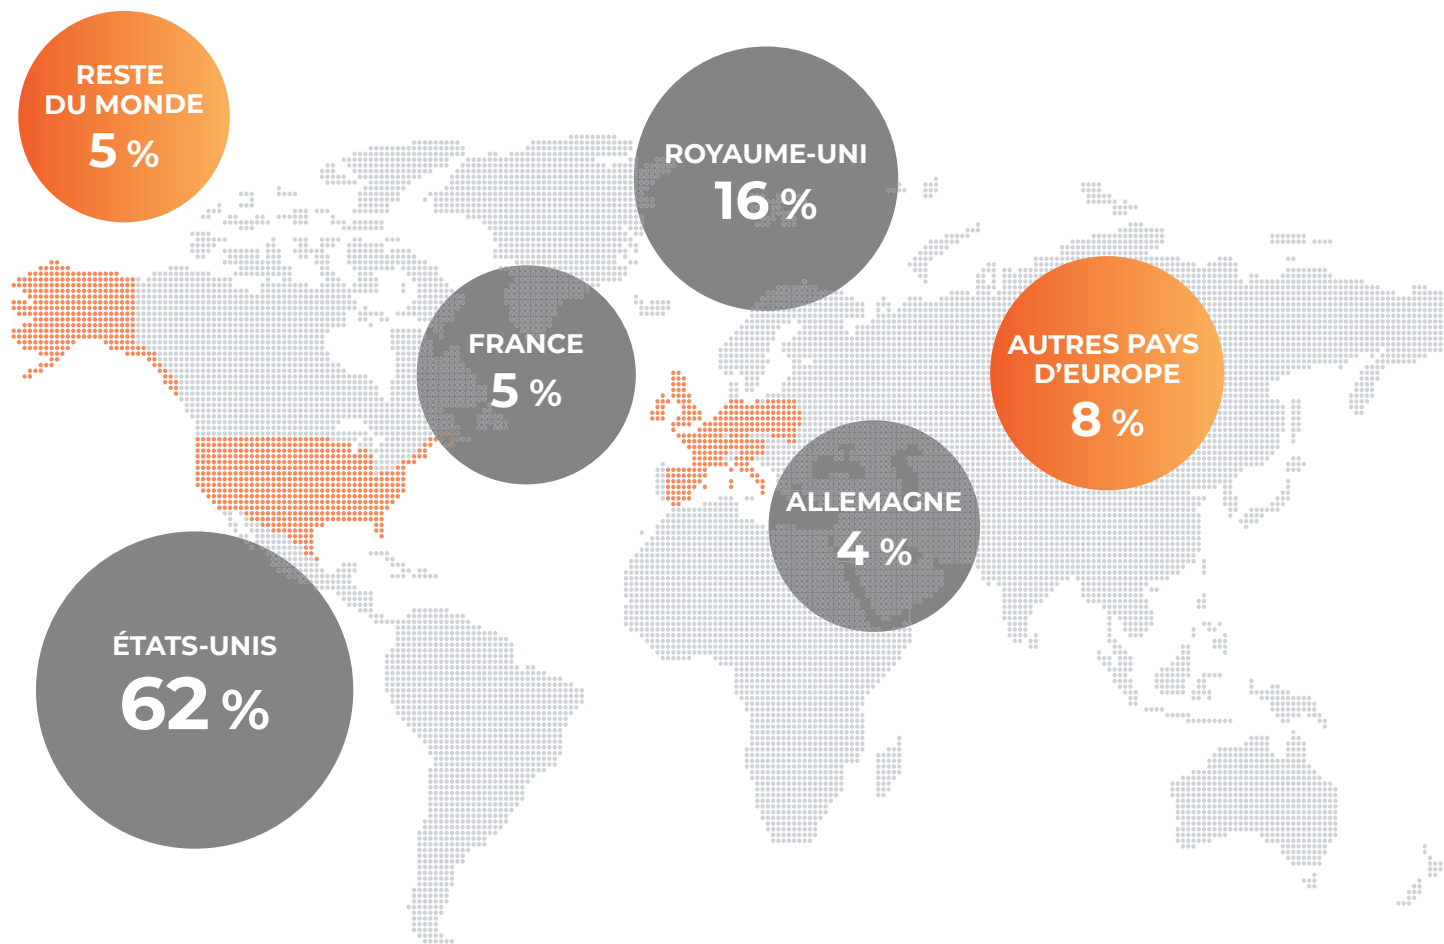 RESTE
DU MONDE
5 %
ROYAUME-UNI
16 %
FRANCE
5 %
AUTRES PAYS
D’EUROPE
8 %
ALLEMAGNE
4 %
ÉTATS-UNIS
62 %